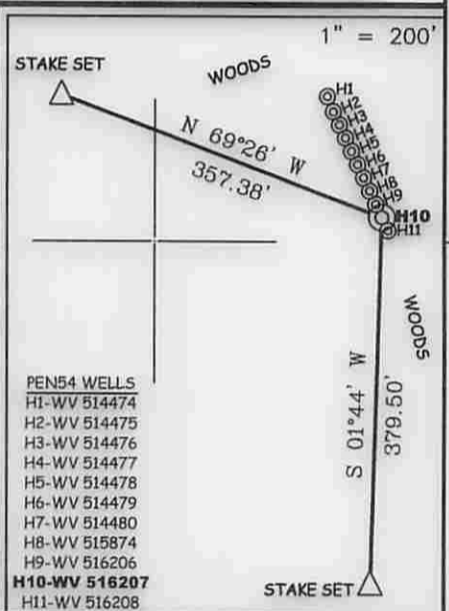 1" = 200'
STAKE SET
WOODS
H1
H2
H3
H4
H5
H6
H7
H8
H9
H10
H11
N 69°26' W
357.38'
WOODS
S 01°44' W
379.50'
PEN54 WELLS
H1-WV 514474
H2-WV 514475
H3-WV 514476
H4-WV 514477
H5-WV 514478
H6-WV 514479
H7-WV 514480
H8-WV 515874
H9-WV 516206
H10-WV 516207
H11-WV 516208
STAKE SET